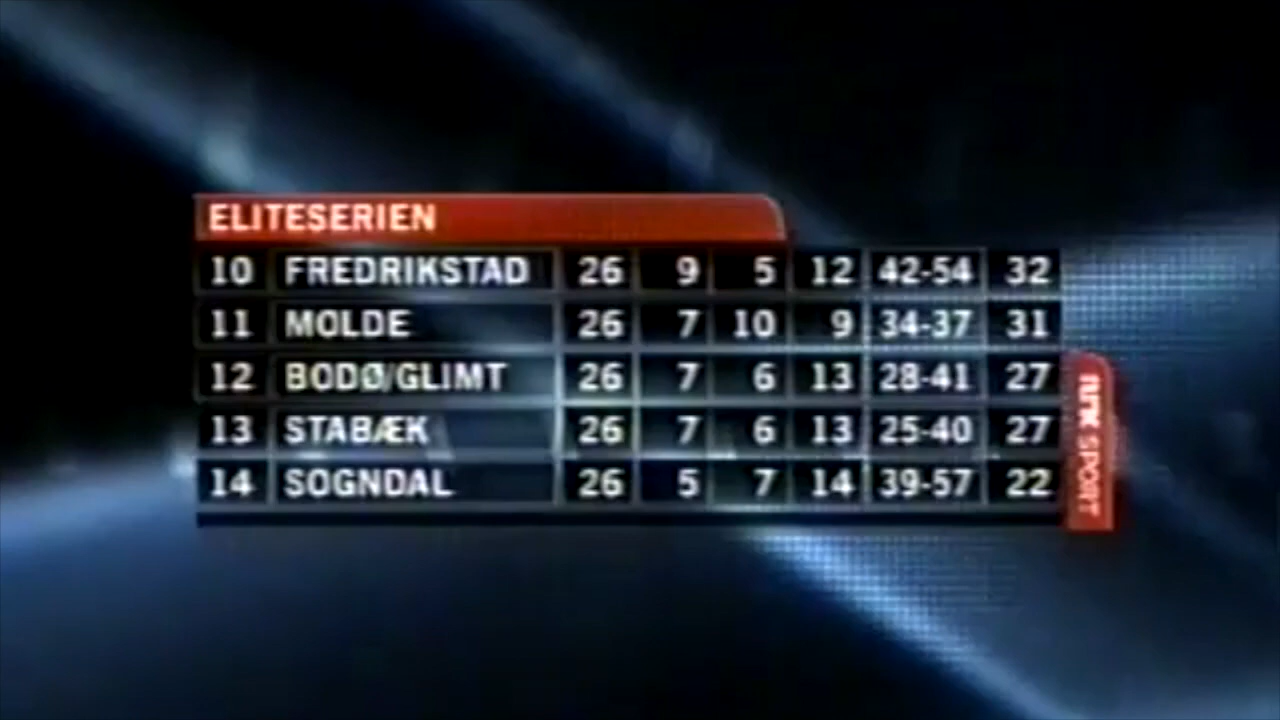 ELITESERIEN
10 FREDRIKSTAD 26 9 5 12 42-54 32
11 MOLDE 26 7 10 9 34-37 31
12 BODØ/GLIMT 26 7 6 13 28-41 27
13 STABÆK 26 7 6 13 25-40 27
14 SOGNDAL 26 5 7 14 39-57 22
NRK SPORT